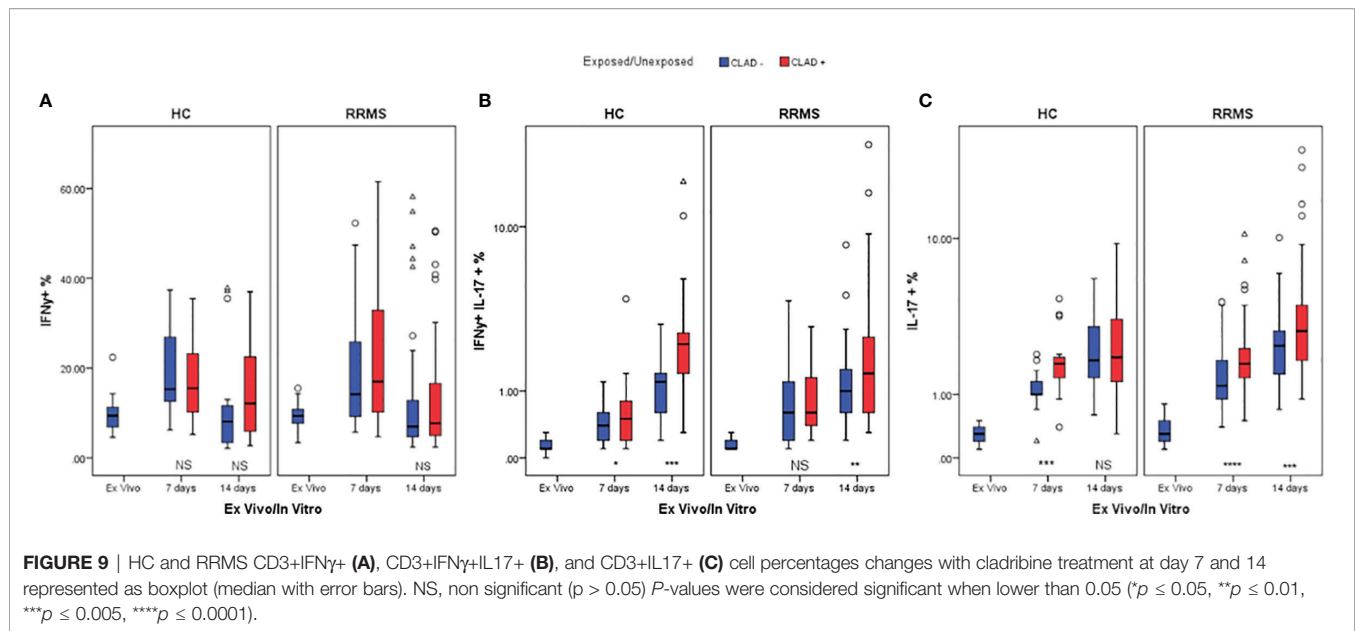 Exposed/Unexposed CLAD - CLAD +
A
HC RRMS
IFNγ+ %
60.00
40.00
20.00
.00
NS NS NS
Ex Vivo 7 days 14 days Ex Vivo 7 days 14 days
Ex Vivo/In Vitro
B
HC RRMS
IFNγ+ IL-17 + %
10.00
1.00
.00
* *** NS **
Ex Vivo 7 days 14 days Ex Vivo 7 days 14 days
Ex Vivo/In Vitro
C
HC RRMS
IL-17 + %
10.00
1.00
.00
*** NS **** ***
Ex Vivo 7 days 14 days Ex Vivo 7 days 14 days
Ex Vivo/In Vitro
FIGURE 9 | HC and RRMS CD3+IFNγ+ (A), CD3+IFNγ+IL17+ (B), and CD3+IL17+ (C) cell percentages changes with cladribine treatment at day 7 and 14
represented as boxplot (median with error bars). NS, non significant (p > 0.05) P-values were considered significant when lower than 0.05 (*p ≤ 0.05, **p ≤ 0.01,
***p ≤ 0.005, ****p ≤ 0.0001).